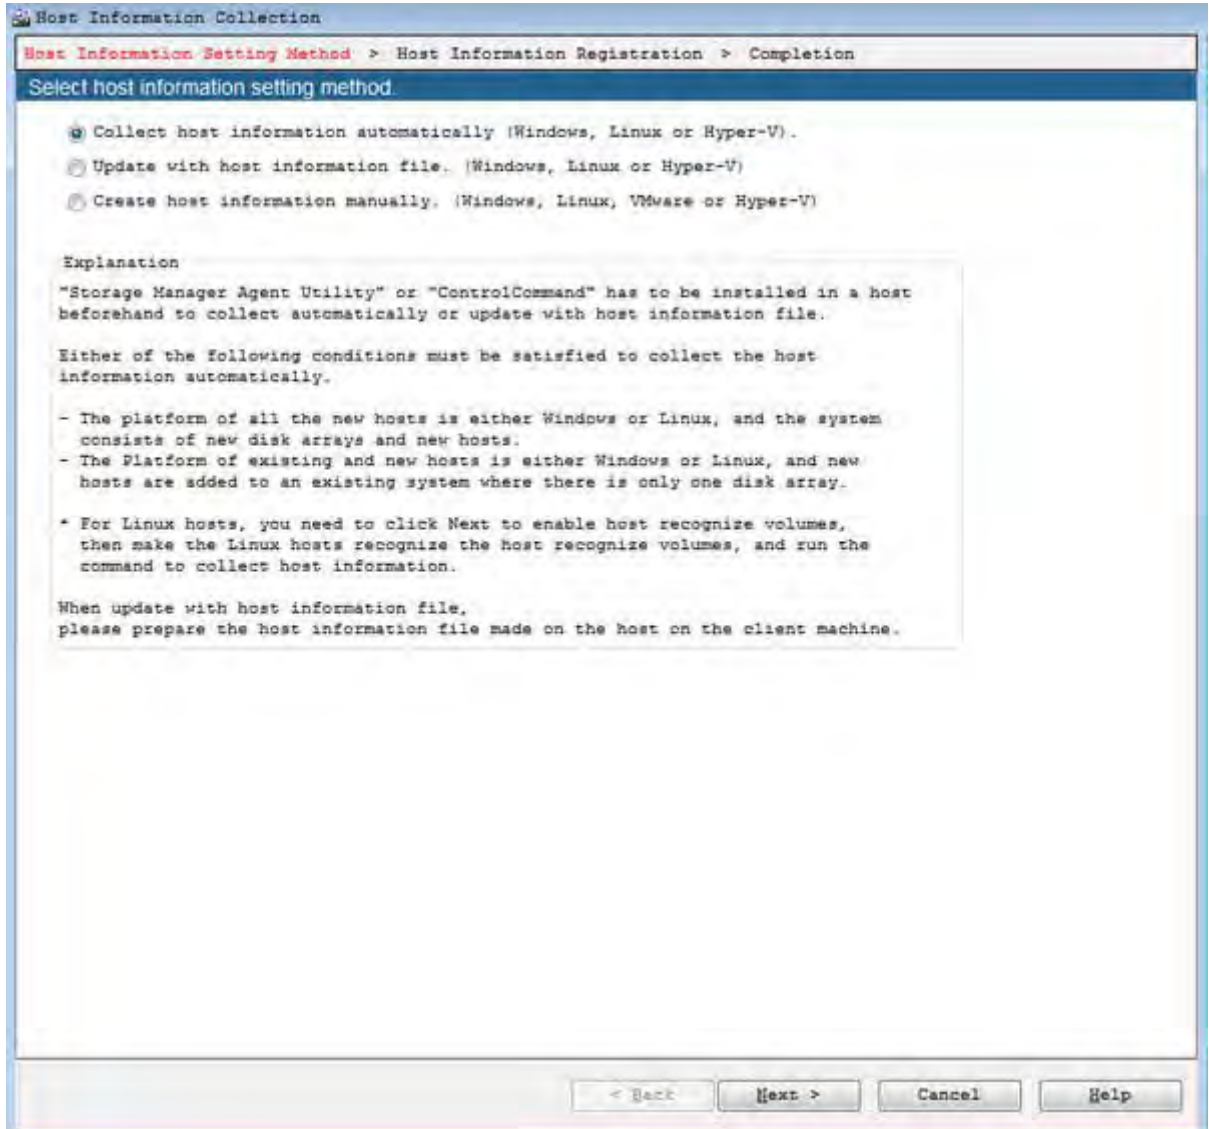 Host Information Collection
Host Information Setting Method > Host Information Registration > Completion
Select host information setting method.
Collect host information automatically (Windows, Linux or Hyper-V).
Update with host information file. (Windows, Linux or Hyper-V)
Create host information manually. (Windows, Linux, VMware or Hyper-V)
Explanation
"Storage Manager Agent Utility" or "ControlCommand" has to be installed in a host
beforehand to collect automatically or update with host information file.
Either of the following conditions must be satisfied to collect the host
information automatically.
- The platform of all the new hosts is either Windows or Linux, and the system
consists of new disk arrays and new hosts.
- The Platform of existing and new hosts is either Windows or Linux, and new
hosts are added to an existing system where there is only one disk array.
* For Linux hosts, you need to click Next to enable host recognize volumes,
then make the Linux hosts recognize the host recognize volumes, and run the
command to collect host information.
When update with host information file,
please prepare the host information file made on the host on the client machine.
< Back Next > Cancel Help